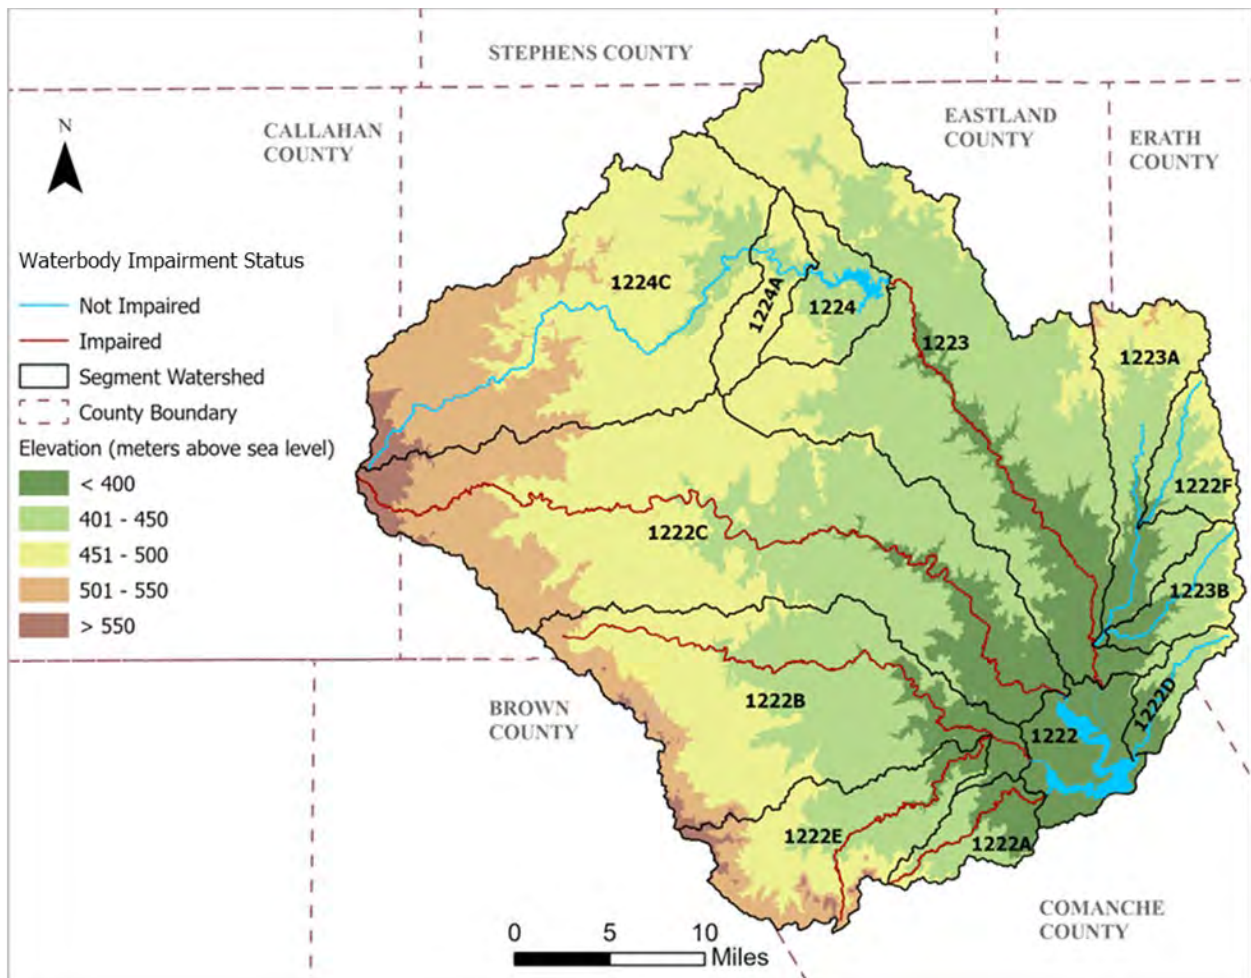 STEPHENS COUNTY
CALLAHAN
COUNTY
EASTLAND
COUNTY
ERATH
COUNTY
N
Waterbody Impairment Status
Not Impaired
Impaired
Segment Watershed
County Boundary
Elevation (meters above sea level)
< 400
401 - 450
451 - 500
501 - 550
> 550
1224C
1224A
1224
1223
1223A
1222F
1222C
1223B
1222B
1222
1222D
1222E
1222A
BROWN
COUNTY
COMANCHE
COUNTY
0 5 10
Miles